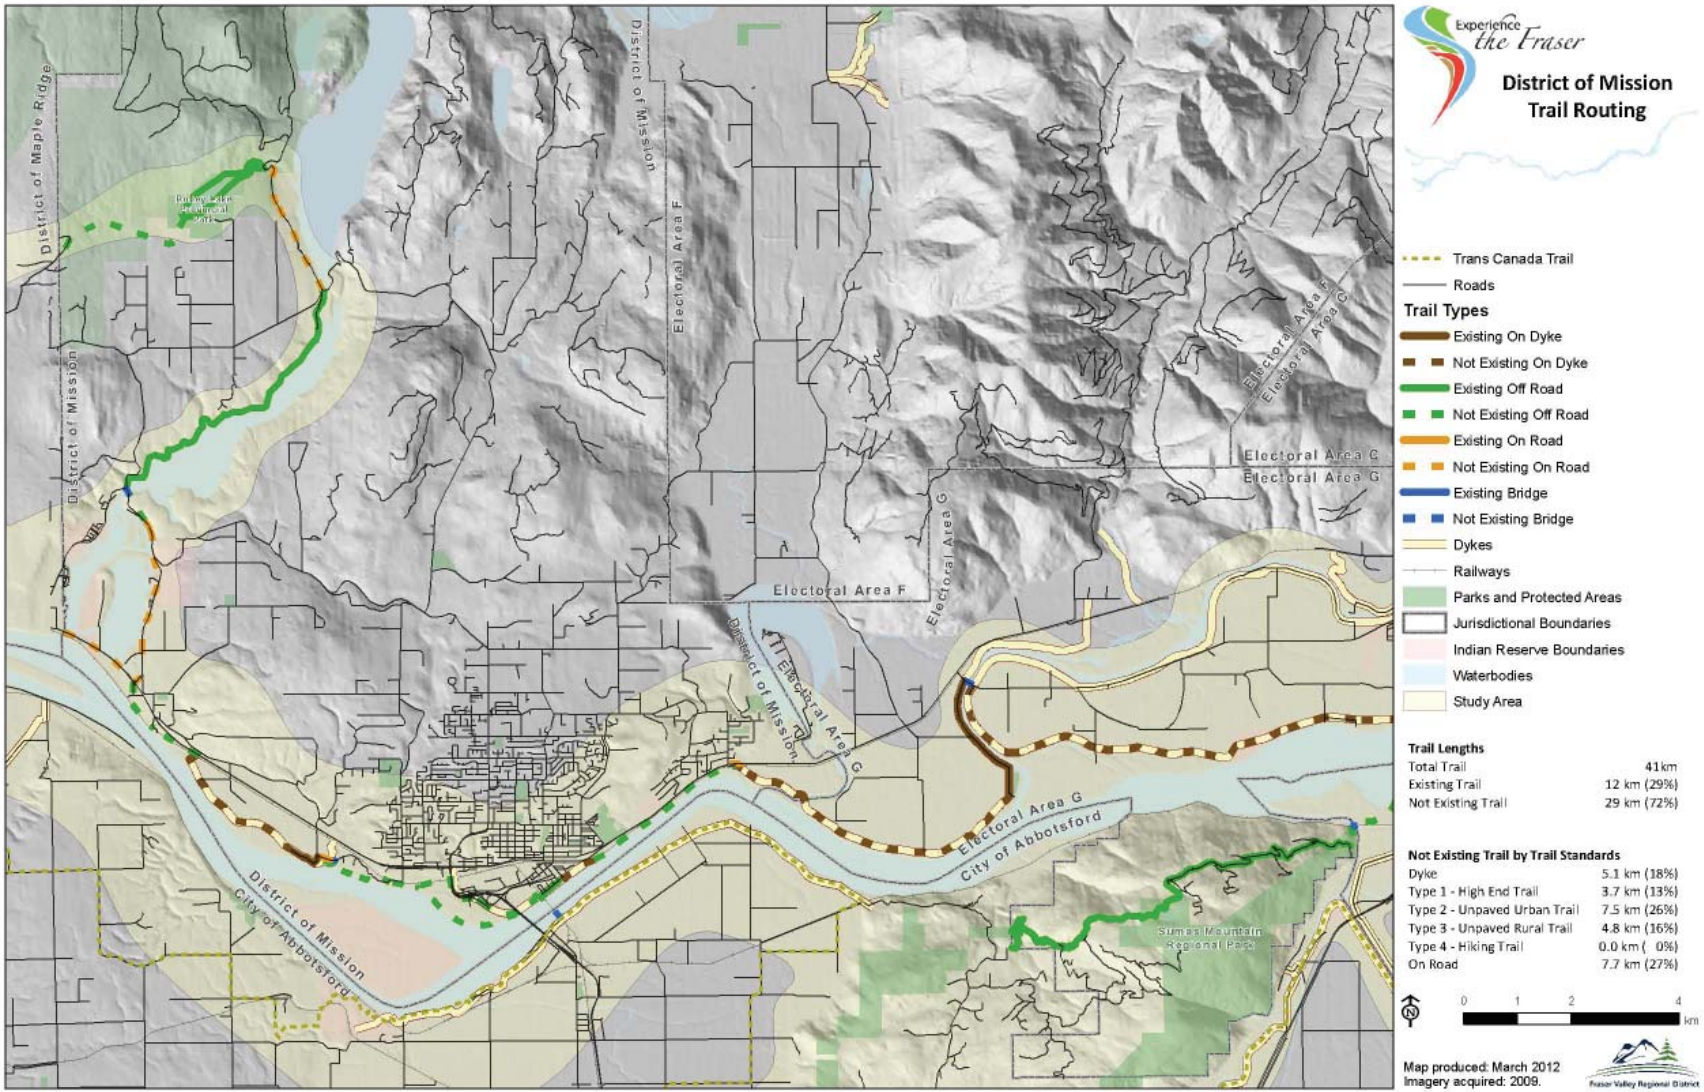 Experience
the Fraser
District of Mission
Trail Routing
Trans Canada Trail
Roads
Trail Types
Existing On Dyke
Not Existing On Dyke
Existing Off Road
Not Existing Off Road
Existing On Road
Not Existing On Road
Existing Bridge
Not Existing Bridge
Dykes
Railways
Parks and Protected Areas
Jurisdictional Boundaries
Indian Reserve Boundaries
Waterbodies
Study Area
Trail Lengths
Total Trail 41km
Existing Trail 12 km (29%)
Not Existing Trail 29 km (72%)
Not Existing Trail by Trail Standards
Dyke 5.1 km (18%)
Type 1 - High End Trail 3.7 km (13%)
Type 2 - Unpaved Urban Trail 7.5 km (26%)
Type 3 - Unpaved Rural Trail 4.8 km (16%)
Type 4 - Hiking Trail 0.0 km ( 0%)
On Road 7.7 km (27%)
N
0 1 2 4
km
Map produced: March 2012
Imagery acquired: 2009.
Fraser Valley Regional District
District of Maple Ridge
District of Mission
District of Mission
Electoral Area F
Provincial
Park
Electoral Area F
Electoral Area C
Electoral Area C
Electoral Area G
Electoral Area G
Electoral Area F
Electoral Area G
District of Mission
Electoral Area G
Electoral Area G
City of Abbotsford
District of Mission
City of Abbotsford
Sumas Mountain
Regional Park